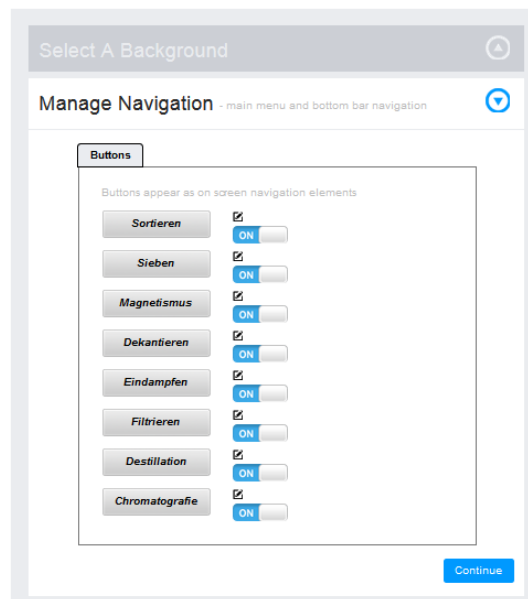 Select A Background
Manage Navigation - main menu and bottom bar navigation
Buttons
Buttons appear as on screen navigation elements
Sortieren
ON
Sieben
ON
Magnetismus
ON
Dekantieren
ON
Eindampfen
ON
Filtrieren
ON
Destillation
ON
Chromatografie
ON
Continue